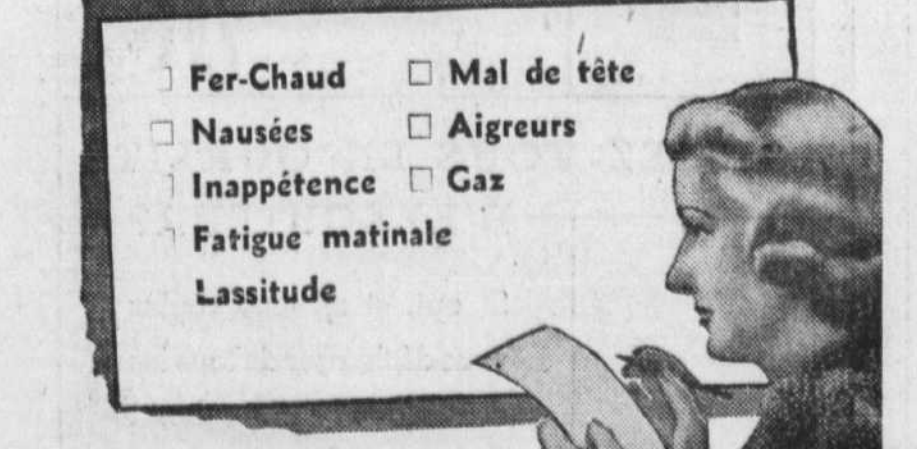 ☐ Fer-Chaud ☐ Mal de tête
☐ Nausées ☐ Aigreurs
☐ Inappétence ☐ Gaz
☐ Fatigue matinale
Lassitude